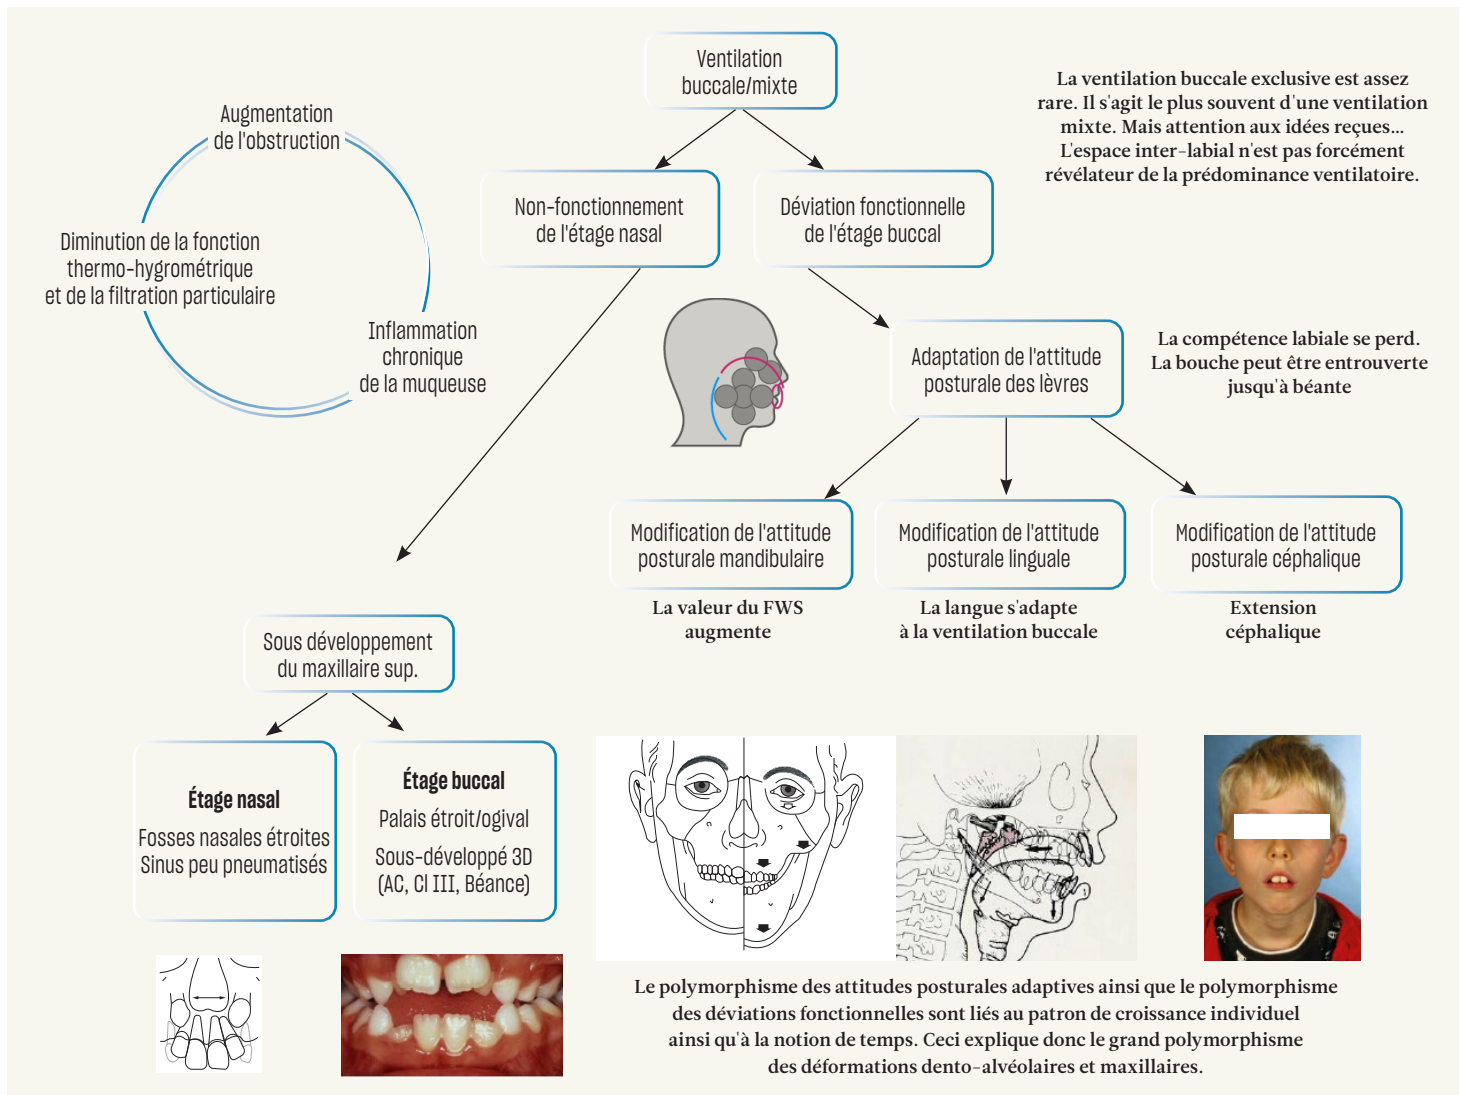 Ventilation
buccale/mixte
La ventilation buccale exclusive est assez
rare. Il s'agit le plus souvent d'une ventilation
mixte. Mais attention aux idées reçues...
L'espace inter-labial n'est pas forcément
révélateur de la prédominance ventilatoire.
Augmentation
de l'obstruction
Diminution de la fonction
thermo-hygrométrique
et de la filtration particulaire
Inflammation
chronique
de la muqueuse
Non-fonctionnement
de l'étage nasal
Déviation fonctionnelle
de l'étage buccal
Adaptation de l'attitude
posturale des lèvres
La compétence labiale se perd.
La bouche peut être entrouverte
jusqu'à béante
Modification de l'attitude
posturale mandibulaire
La valeur du FWS
augmente
Modification de l'attitude
posturale linguale
La langue s'adapte
à la ventilation buccale
Modification de l'attitude
posturale céphalique
Extension
céphalique
Sous développement
du maxillaire sup.
Étage nasal
Fosses nasales étroites
Sinus peu pneumatisés
Étage buccal
Palais étroit/ogival
Sous-développé 3D
(AC, Cl III, Béance)
Le polymorphisme des attitudes posturales adaptives ainsi que le polymorphisme
des déviations fonctionnelles sont liés au patron de croissance individuel
ainsi qu'à la notion de temps. Ceci explique donc le grand polymorphisme
des déformations dento-alvéolaires et maxillaires.